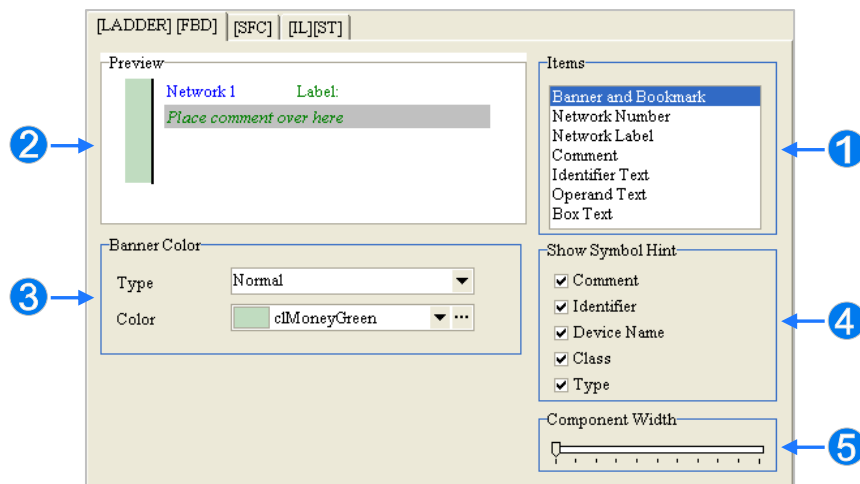 [LADDER] [FBD] [SFC] [IL][ST]
Preview
Network 1 Label:
Place comment over here
2
Items
Banner and Bookmark
Network Number
Network Label
Comment
Identifier Text
Operand Text
Box Text
1
Banner Color
Type Normal
Color clMoneyGreen ...
3
Show Symbol Hint
Comment
Identifier
Device Name
Class
Type
4
Component Width
5